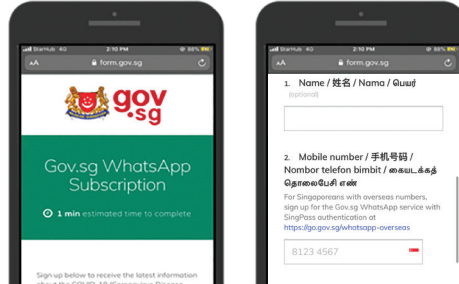 StarHub 4G 2:10 PM 88%
AA form.gov.sg
gov
.sg
Gov.sg WhatsApp
Subscription
1 min estimated time to complete
Sign up below to receive the latest information
StarHub 4G 2:10 PM 88%
AA form.gov.sg
1. Name / 姓名 / Nama / பெயர்
(optional)
2. Mobile number / 手机号码 /
Nombor telefon bimbit / கையடக்கத்
தொலைபேசி எண்
For Singaporeans with overseas numbers,
sign up for the Gov.sg WhatsApp service with
SingPass authentication at
https://go.gov.sg/whatsapp-overseas
8123 4567